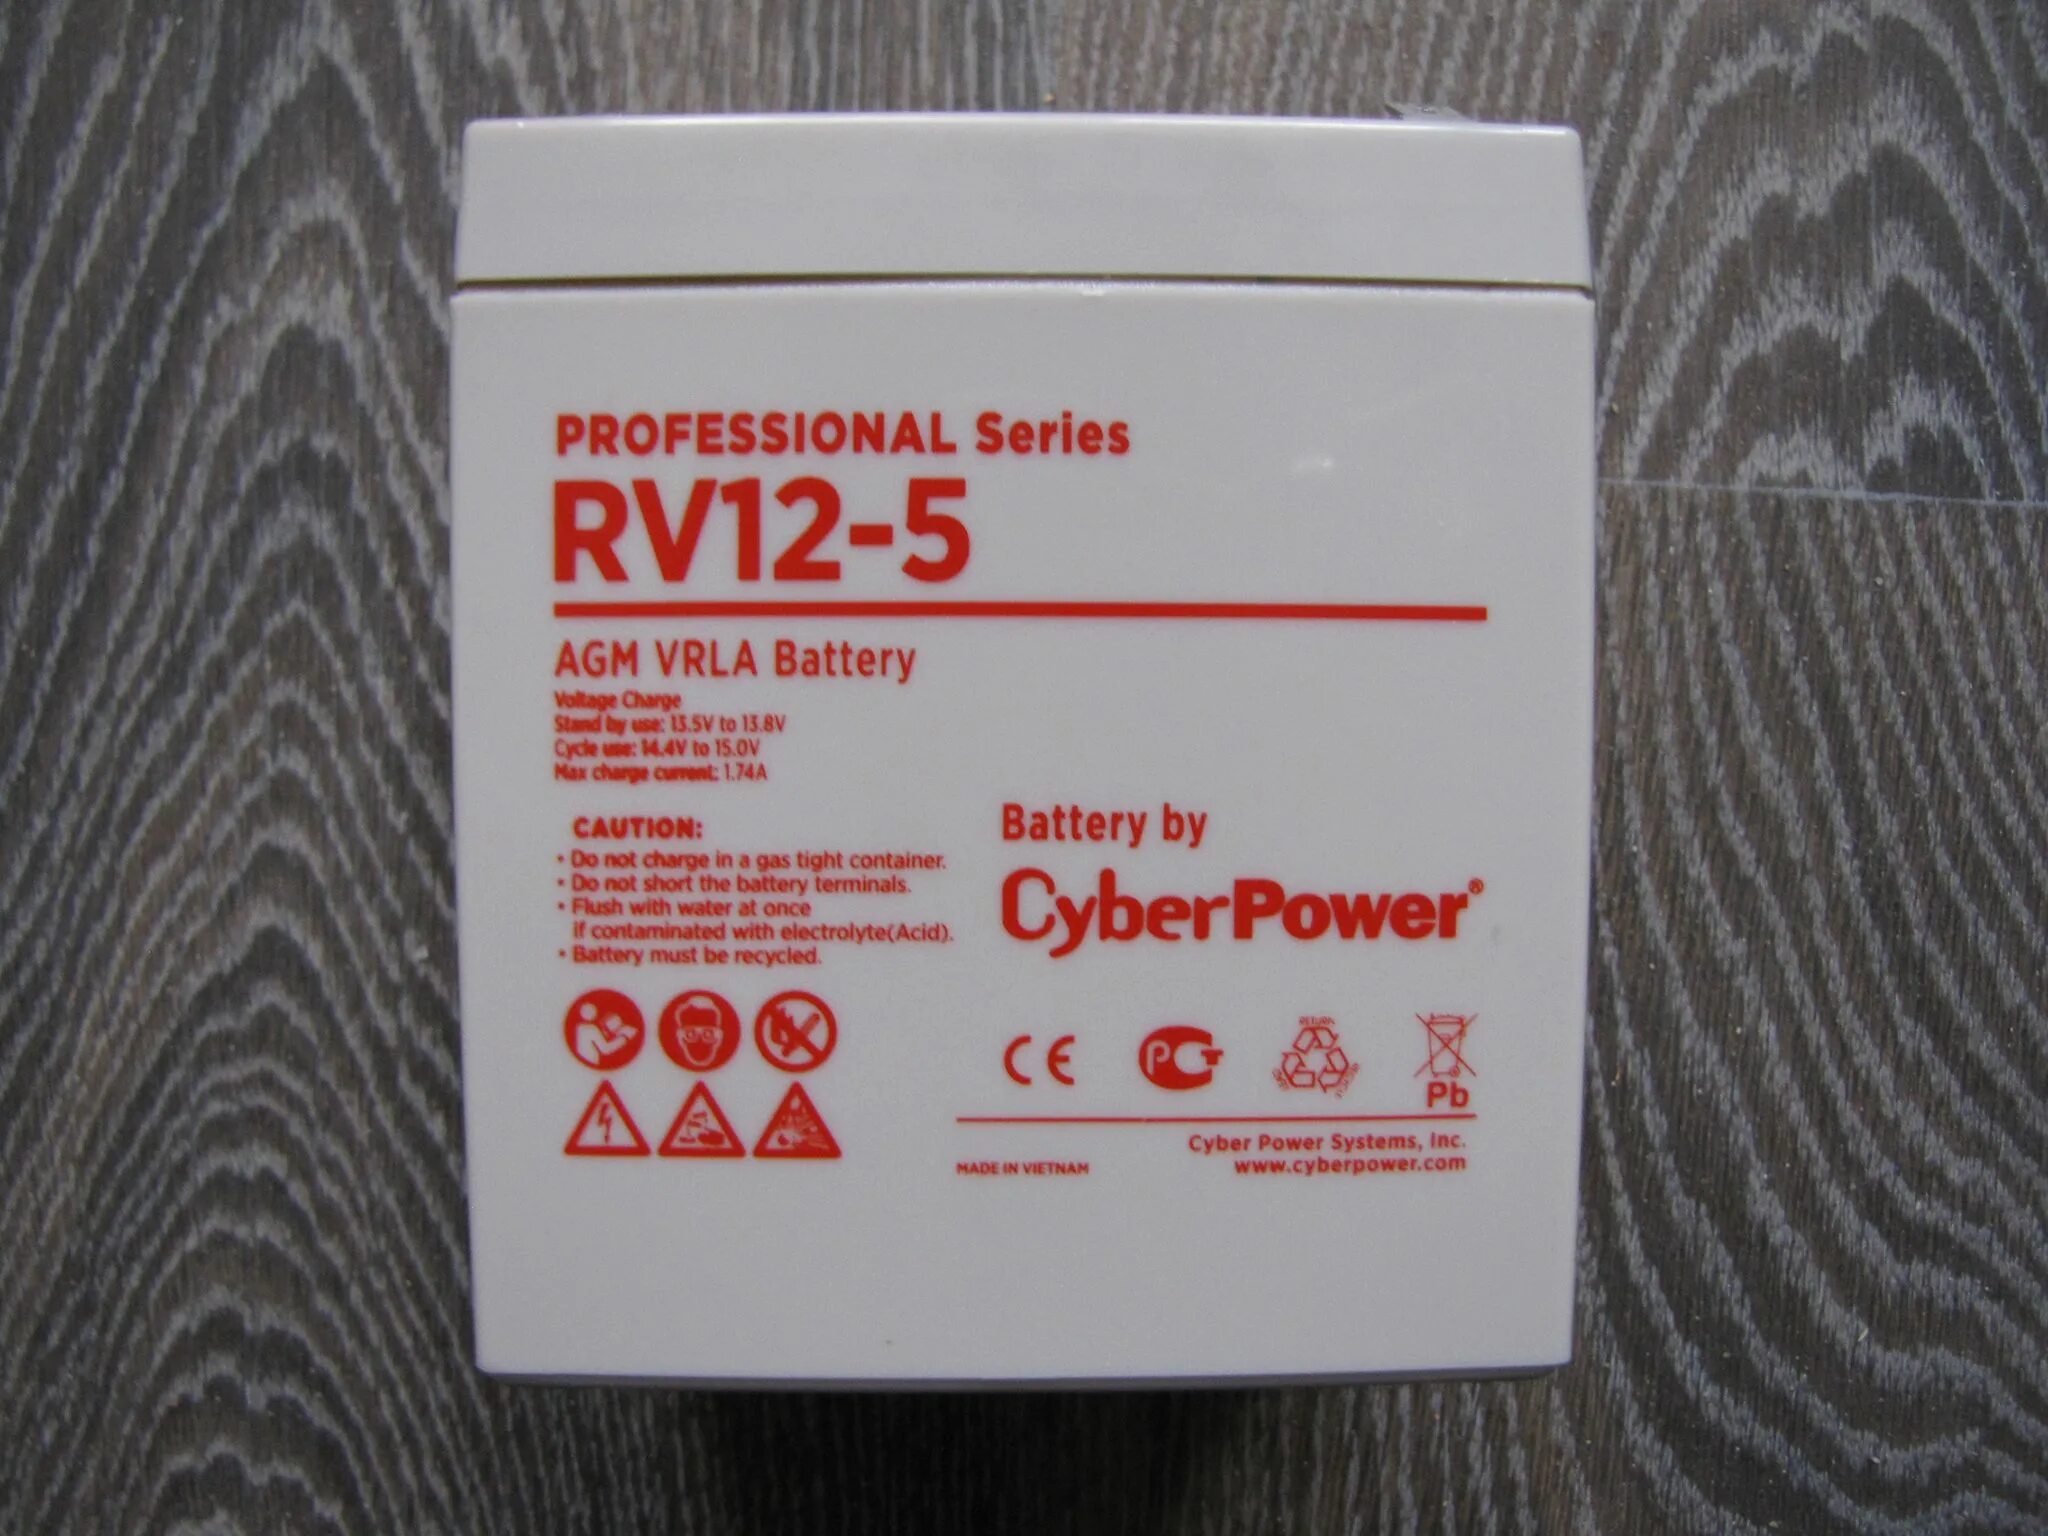 PROFESSIONAL Series
RV12-5
AGM VRLA Battery
Voltage Charge
Stand by use: 13.5V to 13.8V
Cycle use: 14.4V to 15.0V
Max charge current: 1.74A
CAUTION:
• Do not charge in a gas tight container.
• Do not short the battery terminals.
• Flush with water at once
if contaminated with electrolyte(Acid).
• Battery must be recycled.
Battery by
CyberPower®
CE
РСТ
RETURN
RECYCLE
Pb
Cyber Power Systems, Inc.
www.cyberpower.com
MADE IN VIETNAM